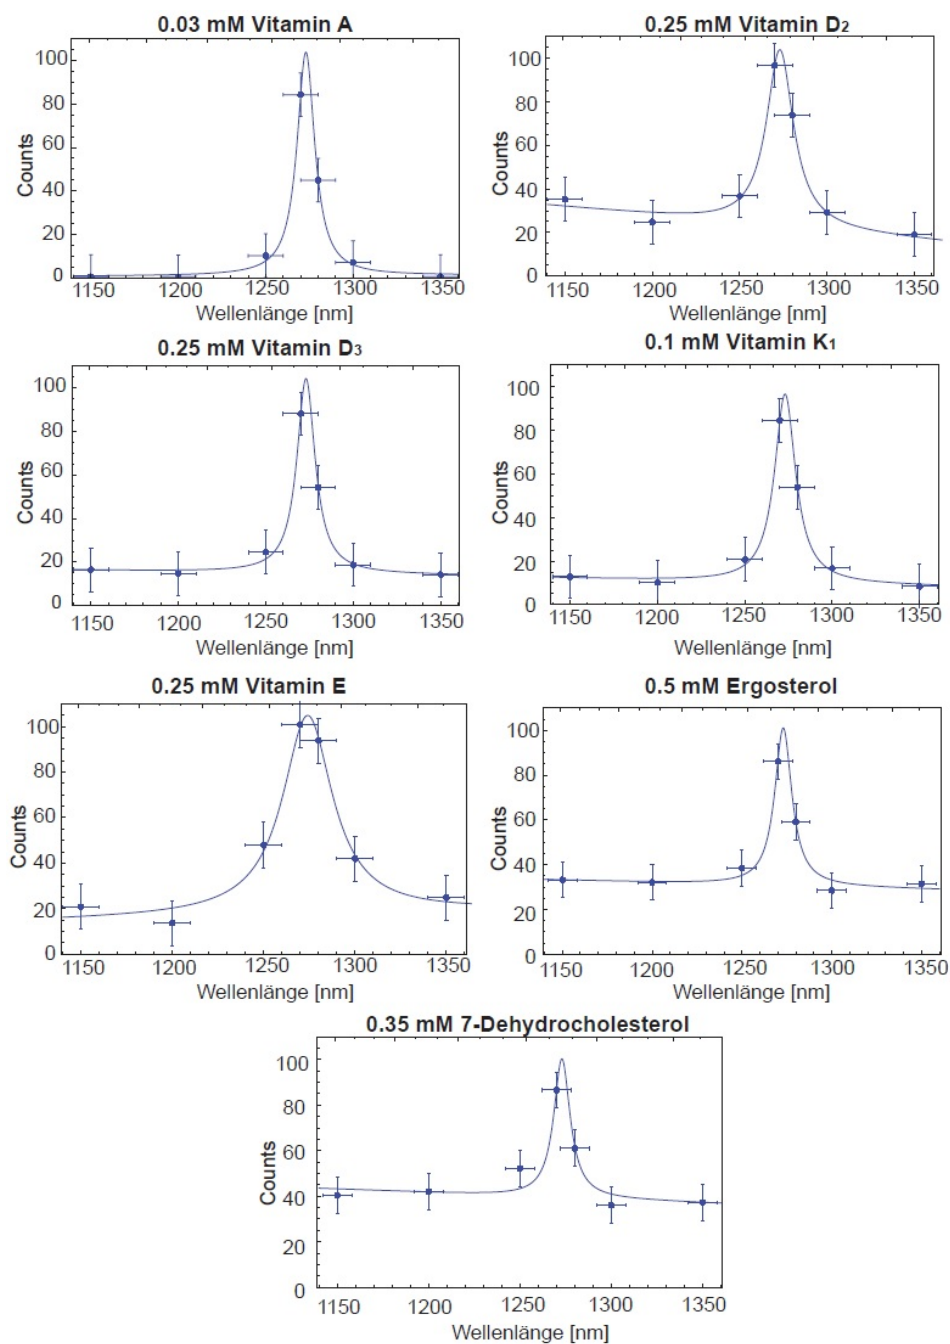 0.03 mM Vitamin A
Counts
100
80
60
40
20
0
1150 1200 1250 1300 1350
Wellenlänge [nm]
0.25 mM Vitamin D2
Counts
100
80
60
40
20
0
1150 1200 1250 1300 1350
Wellenlänge [nm]
0.25 mM Vitamin D3
Counts
100
80
60
40
20
0
1150 1200 1250 1300 1350
Wellenlänge [nm]
0.1 mM Vitamin K1
Counts
100
80
60
40
20
0
1150 1200 1250 1300 1350
Wellenlänge [nm]
0.25 mM Vitamin E
Counts
100
80
60
40
20
0
1150 1200 1250 1300 1350
Wellenlänge [nm]
0.5 mM Ergosterol
Counts
100
80
60
40
20
0
1150 1200 1250 1300 1350
Wellenlänge [nm]
0.35 mM 7-Dehydrocholesterol
Counts
100
80
60
40
20
0
1150 1200 1250 1300 1350
Wellenlänge [nm]